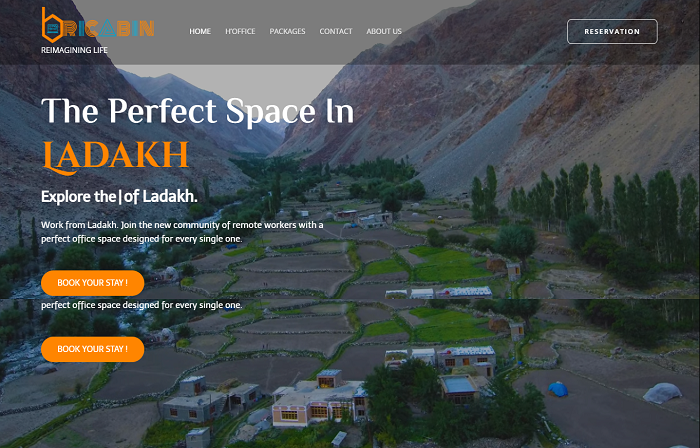 bRICABIN
REIMAGINING LIFE
HOME H'OFFICE PACKAGES CONTACT ABOUT US
RESERVATION
The Perfect Space In
LADAKH
Explore the|of Ladakh.
Work from Ladakh. Join the new community of remote workers with a
perfect office space designed for every single one.
BOOK YOUR STAY !
perfect office space designed for every single one.
BOOK YOUR STAY !